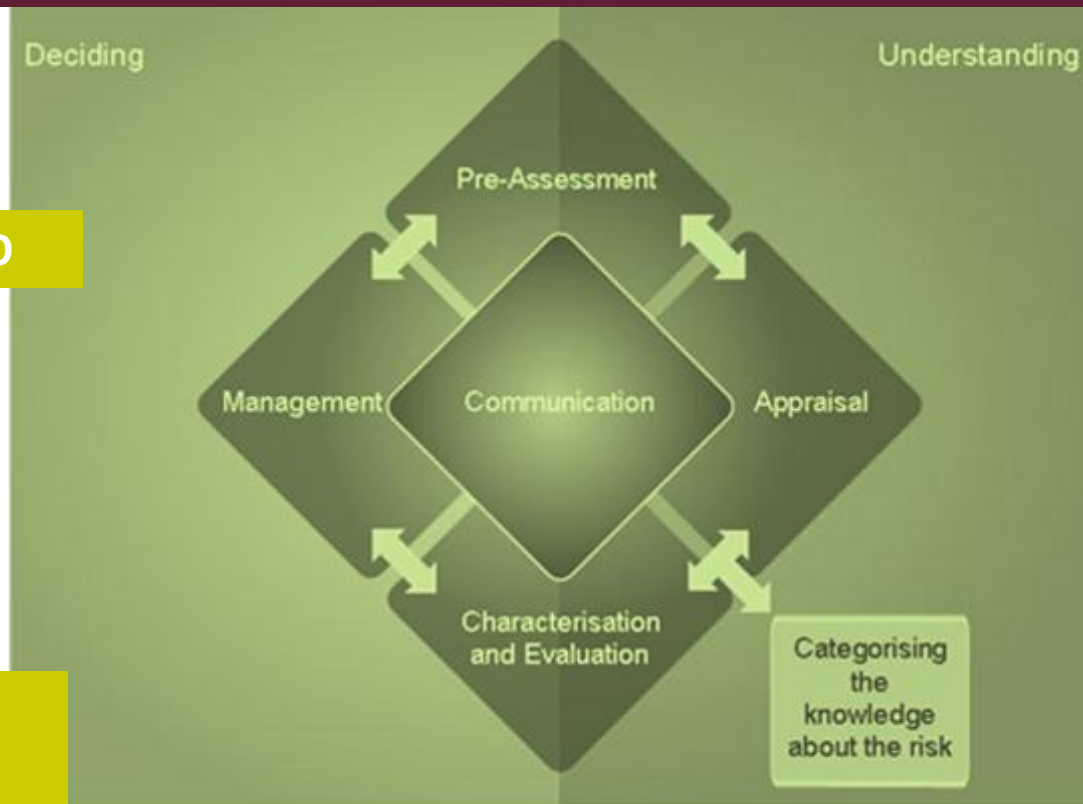 Deciding
Understanding
Pre-Assessment
Management
Communication
Appraisal
Characterisation
and Evaluation
Categorising
the
knowledge
about the risk